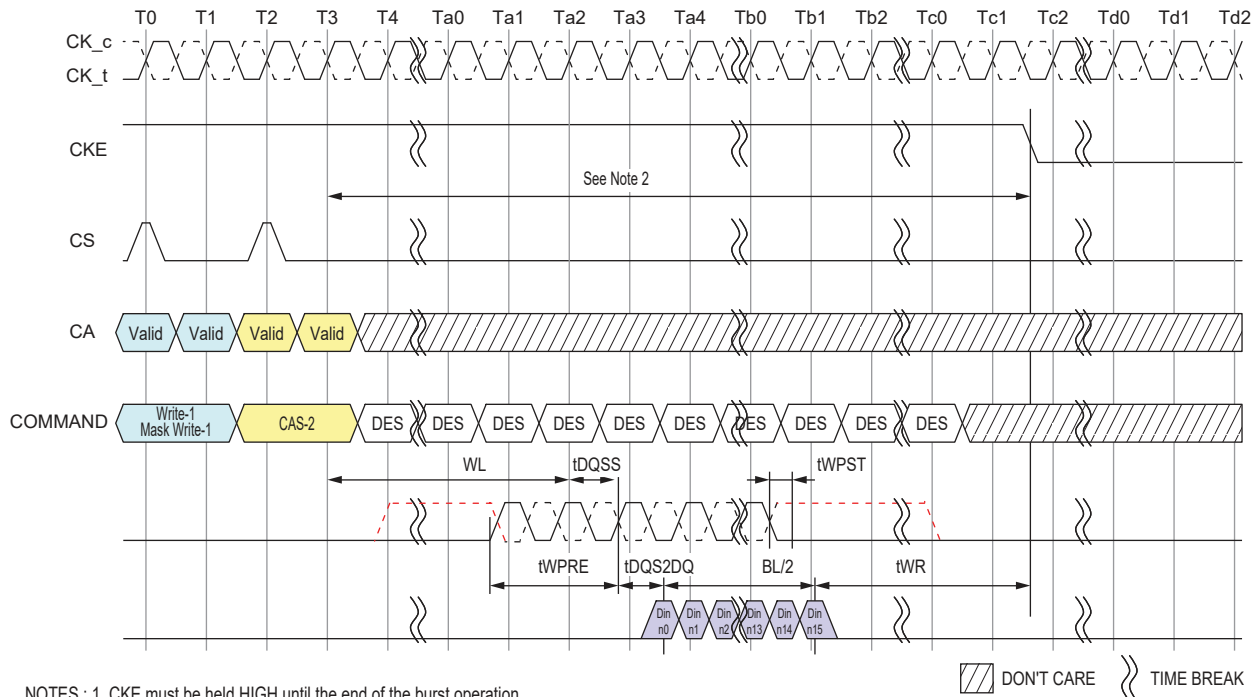 T0 T1 T2 T3 T4 Ta0 Ta1 Ta2 Ta3 Ta4 Tb0 Tb1 Tb2 Tc0 Tc1 Tc2 Td0 Td1 Td2
CK_c
CK_t
CKE
See Note 2
CS
CA Valid Valid Valid Valid
COMMAND Write-1 Mask Write-1 CAS-2 DES DES DES DES DES DES DES DES DES DES
WL tDQSS tWPST
tWPRE tDQS2DQ BL/2 tWR
Din Din Din Din Din Din
n0 n1 n2 n13 n14 n15
DON'T CARE TIME BREAK
NOTES : 1. CKE must be held HIGH until the end of the burst operation